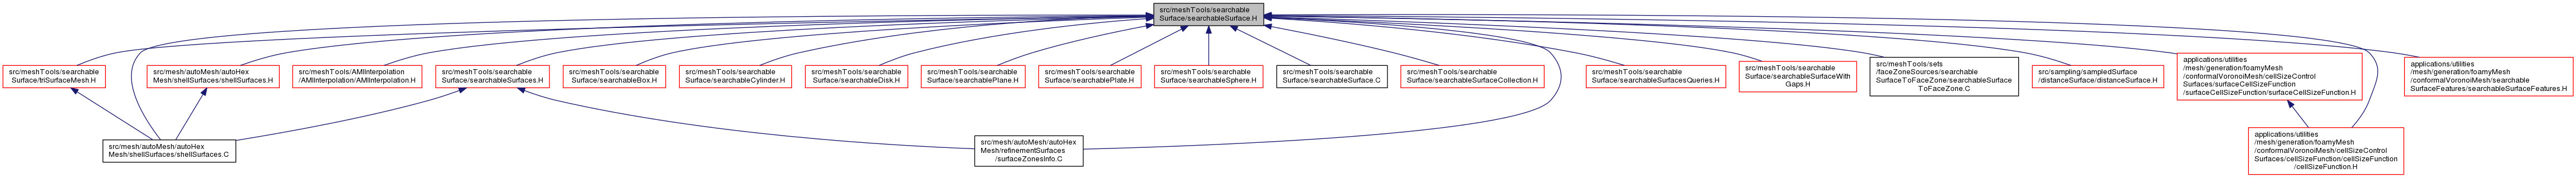 src/meshTools/searchable
Surface/searchableSurface.H
src/meshTools/searchable
Surface/triSurfaceMesh.H
src/mesh/autoMesh/autoHex
Mesh/shellSurfaces/shellSurfaces.H
src/meshTools/AMIInterpolation
/AMIInterpolation/AMIInterpolation.H
src/meshTools/searchable
Surface/searchableSurfaces.H
src/meshTools/searchable
Surface/searchableBox.H
src/meshTools/searchable
Surface/searchableCylinder.H
src/meshTools/searchable
Surface/searchableDisk.H
src/meshTools/searchable
Surface/searchablePlane.H
src/meshTools/searchable
Surface/searchablePlate.H
src/meshTools/searchable
Surface/searchableSphere.H
src/meshTools/searchable
Surface/searchableSurface.C
src/meshTools/searchable
Surface/searchableSurfaceCollection.H
src/meshTools/searchable
Surface/searchableSurfacesQueries.H
src/meshTools/searchable
Surface/searchableSurfaceWith
Gaps.H
src/meshTools/sets
/faceZoneSources/searchable
SurfaceToFaceZone/searchableSurface
ToFaceZone.C
src/sampling/sampledSurface
/distanceSurface/distanceSurface.H
applications/utilities
/mesh/generation/foamyMesh
/conformalVoronoiMesh/cellSizeControl
Surfaces/surfaceCellSizeFunction
/surfaceCellSizeFunction/surfaceCellSizeFunction.H
applications/utilities
/mesh/generation/foamyMesh
/conformalVoronoiMesh/searchable
SurfaceFeatures/searchableSurfaceFeatures.H
src/mesh/autoMesh/autoHex
Mesh/shellSurfaces/shellSurfaces.C
src/mesh/autoMesh/autoHex
Mesh/refinementSurfaces
/surfaceZonesInfo.C
applications/utilities
/mesh/generation/foamyMesh
/conformalVoronoiMesh/cellSizeControl
Surfaces/cellSizeFunction/cellSizeFunction
/cellSizeFunction.H